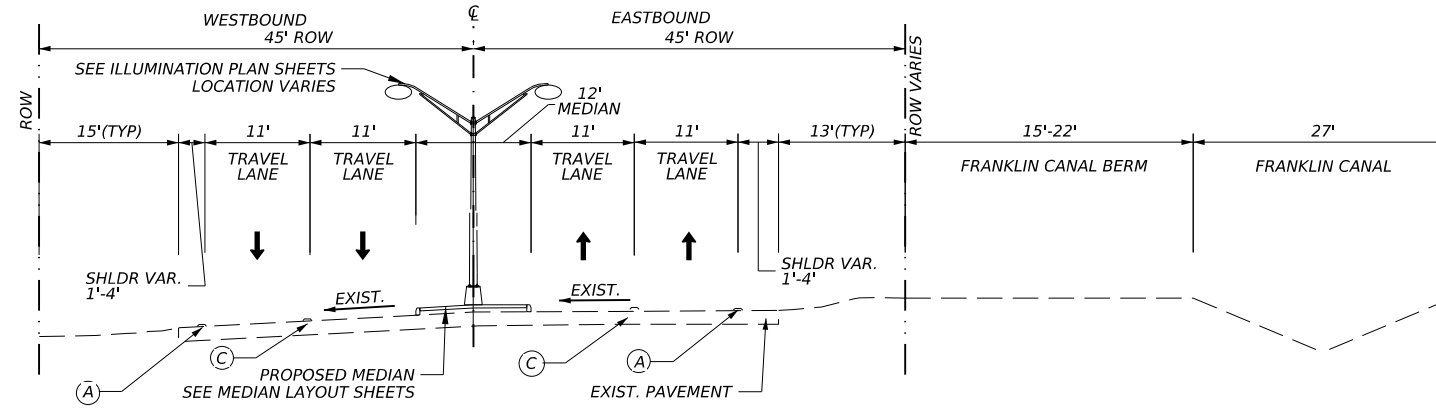 WESTBOUND
45' ROW
℄
EASTBOUND
45' ROW
SEE ILLUMINATION PLAN SHEETS
LOCATION VARIES
12'
MEDIAN
ROW
ROW VARIES
15'(TYP)
11'
TRAVEL
LANE
11'
TRAVEL
LANE
11'
TRAVEL
LANE
11'
TRAVEL
LANE
13'(TYP)
15'-22'
FRANKLIN CANAL BERM
27'
FRANKLIN CANAL
SHLDR VAR.
1'-4'
EXIST.
EXIST.
SHLDR VAR.
1'-4'
A
C
PROPOSED MEDIAN
SEE MEDIAN LAYOUT SHEETS
C
A
EXIST. PAVEMENT